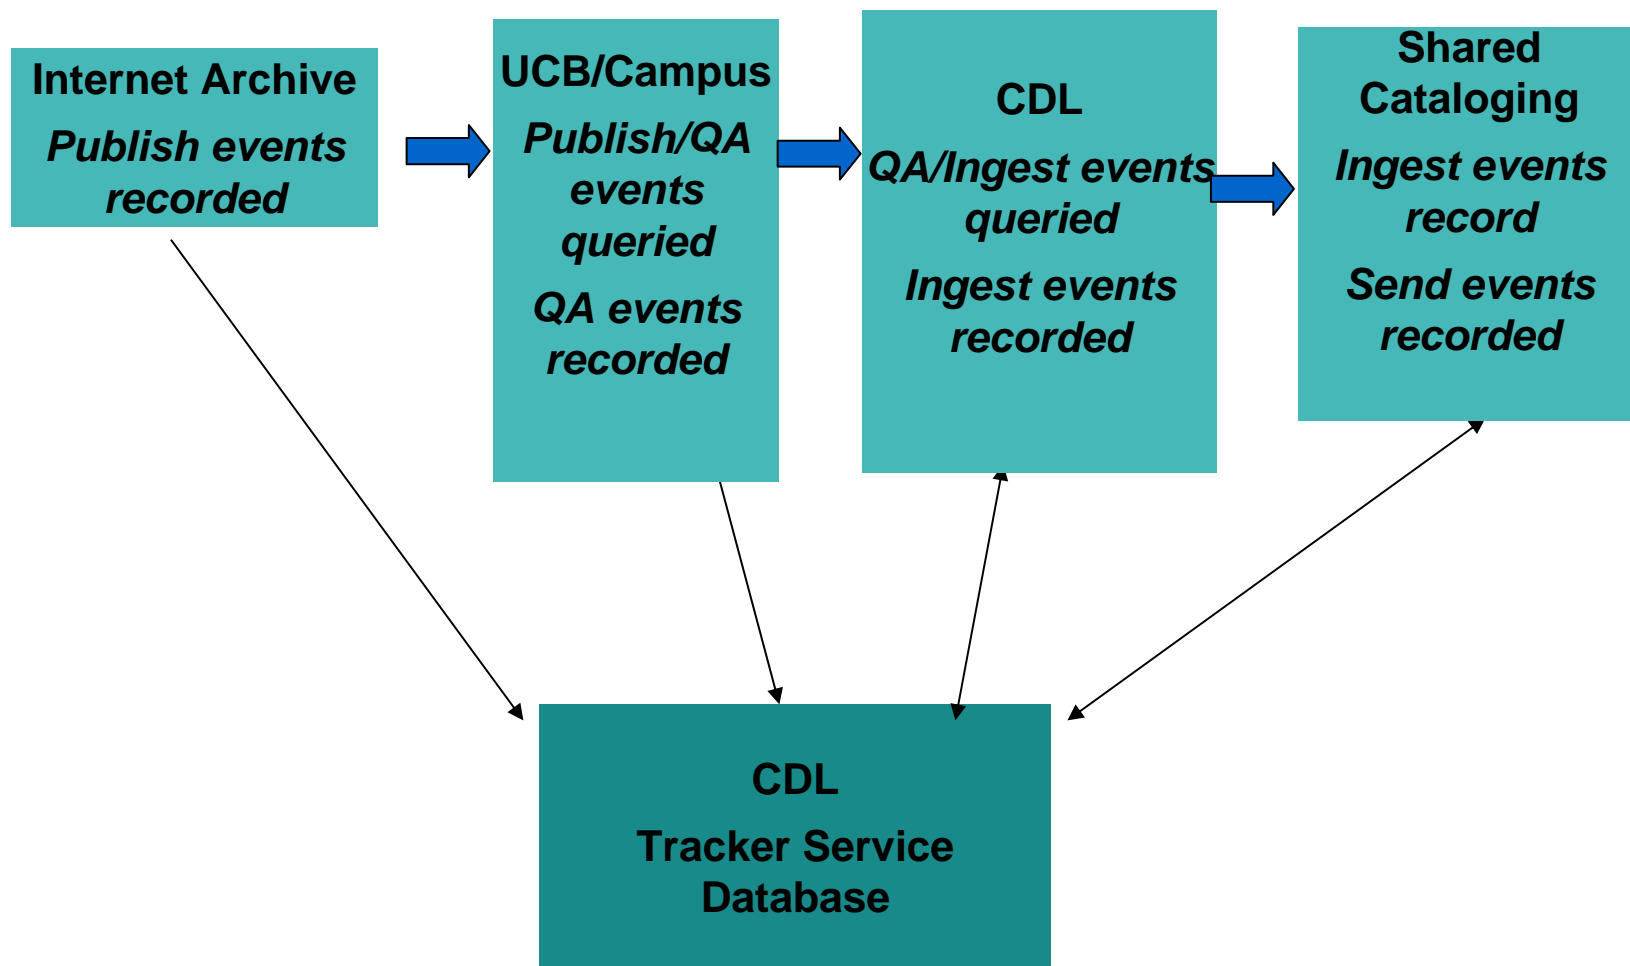 Internet Archive
Publish events
recorded
UCB/Campus
Publish/QA
events
queried
QA events
recorded
CDL
QA/Ingest events
queried
Ingest events
recorded
Shared
Cataloging
Ingest events
record
Send events
recorded
CDL
Tracker Service
Database